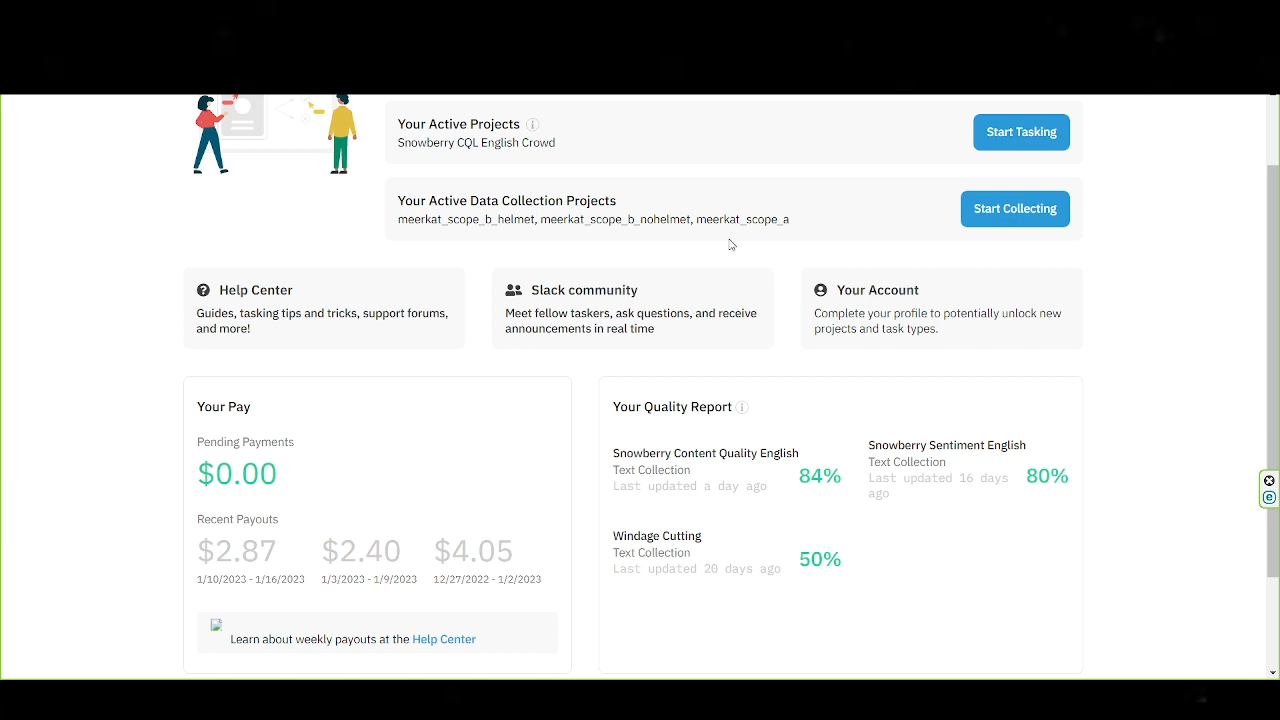 Your Active Projects
Snowberry CQL English Crowd
Start Tasking
Your Active Data Collection Projects
meerkat_scope_b_helmet, meerkat_scope_b_nohelmet, meerkat_scope_a
Start Collecting
Help Center
Guides, tasking tips and tricks, support forums,
and more!
Slack community
Meet fellow taskers, ask questions, and receive
announcements in real time
Your Account
Complete your profile to potentially unlock new
projects and task types.
Your Pay
Pending Payments
$0.00
Recent Payouts
$2.87 $2.40 $4.05
1/10/2023 - 1/16/2023 1/3/2023 - 1/9/2023 12/27/2022 - 1/2/2023
Learn about weekly payouts at the Help Center
Your Quality Report
Snowberry Content Quality English
Text Collection
Last updated a day ago
84%
Snowberry Sentiment English
Text Collection
Last updated 16 days
ago
80%
Windage Cutting
Text Collection
Last updated 20 days ago
50%